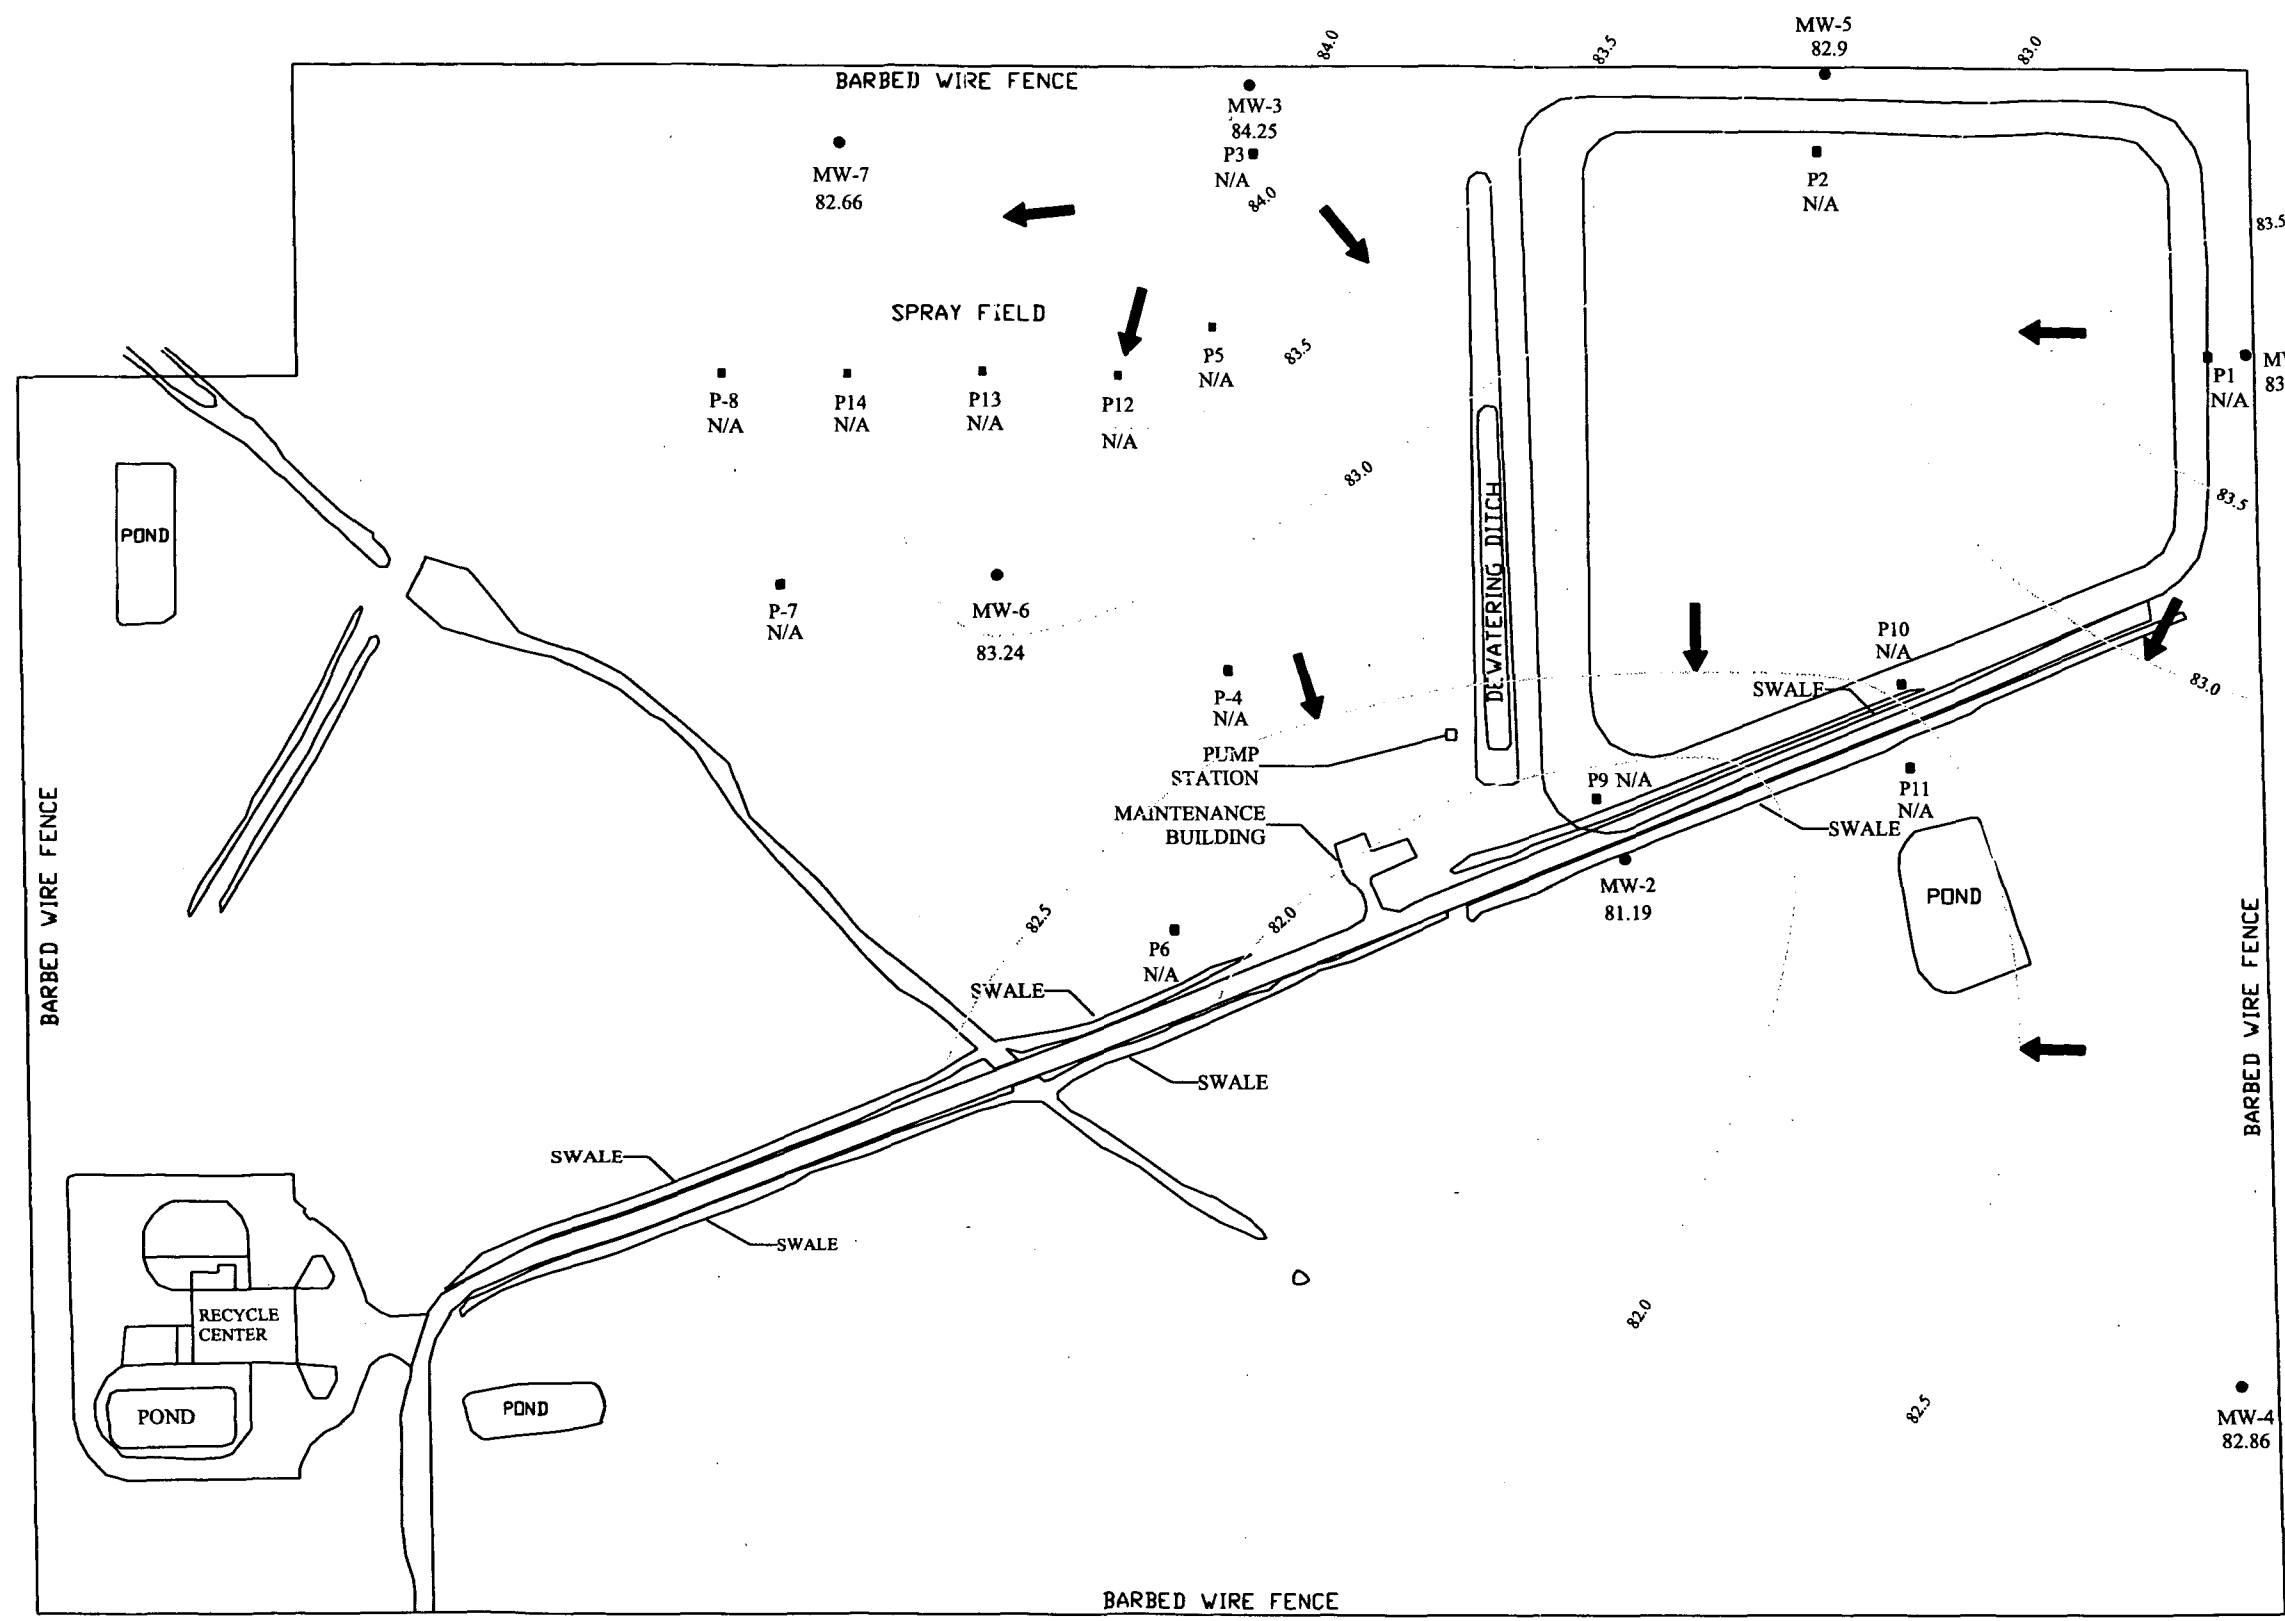 MW-5
82.9
84.0
83.5
83.0
BARBED WIRE FENCE
MW-3
84.25
P3
N/A
84.0
MW-7
82.66
P2
N/A
83.5
SPRAY FIELD
P5
N/A
83.5
P1
N/A
83
P-8
N/A
P14
N/A
P13
N/A
P12
N/A
83.0
83.5
POND
DEWATERING DITCH
P-7
N/A
MW-6
83.24
P10
N/A
SWALE
83.0
P-4
N/A
PUMP
STATION
P9 N/A
P11
N/A
SWALE
MAINTENANCE
BUILDING
MW-2
81.19
POND
BARBED WIRE FENCE
BARBED WIRE FENCE
82.5
82.0
P6
N/A
SWALE
SWALE
SWALE
SWALE
RECYCLE
CENTER
82.0
POND
POND
82.5
MW-4
82.86
BARBED WIRE FENCE